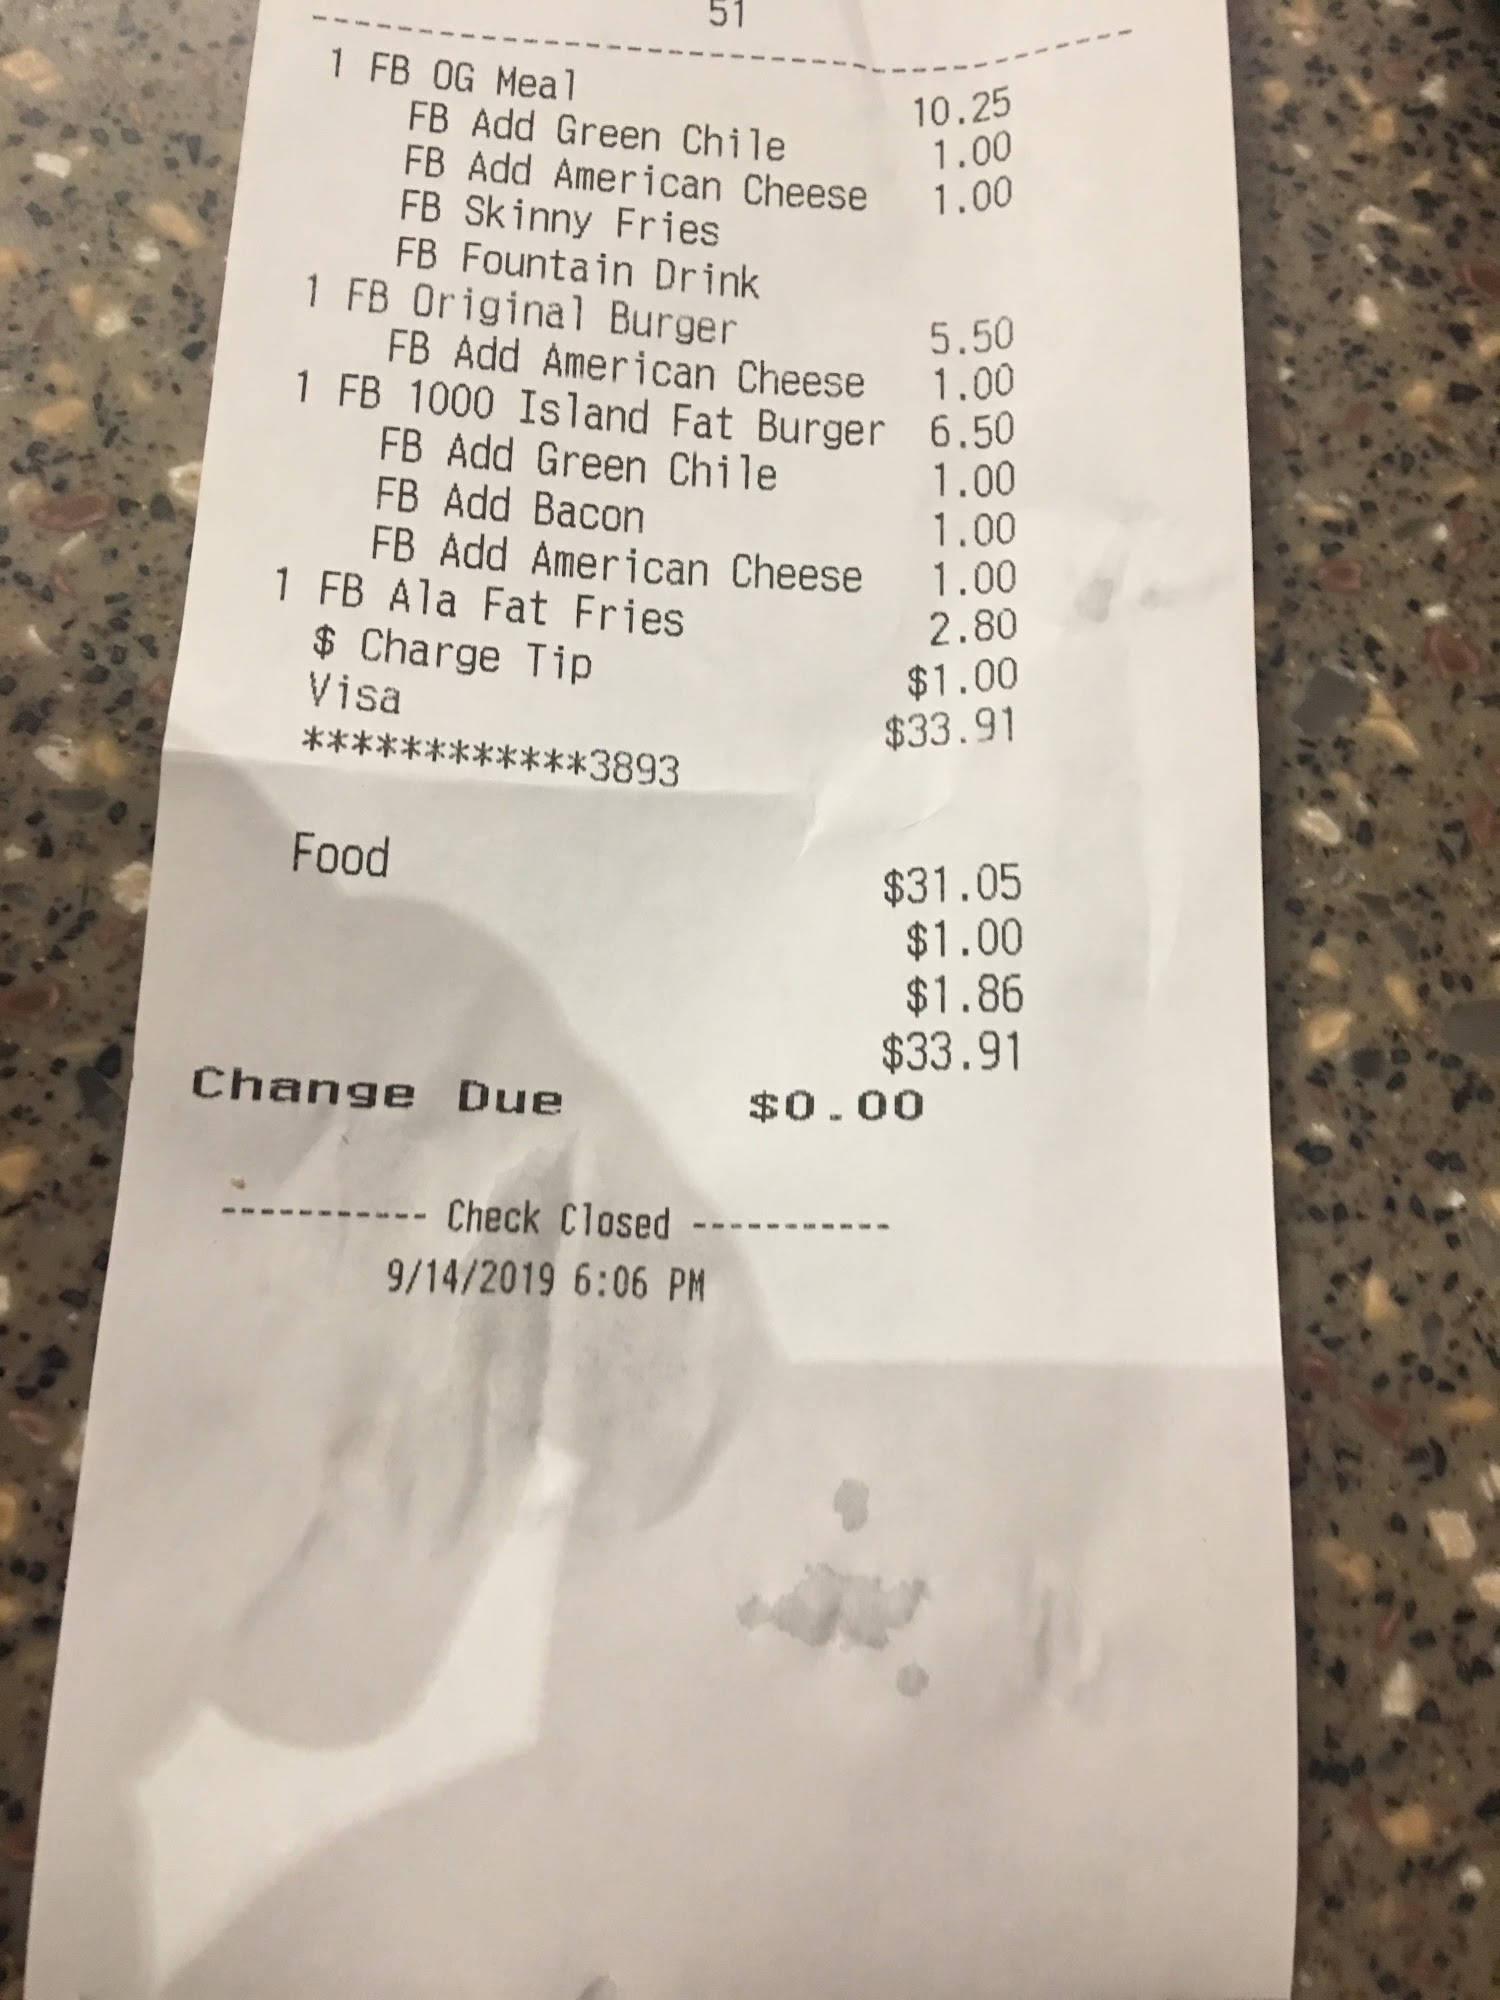 51
--------------------------------------------
1 FB OG Meal 10.25
FB Add Green Chile 1.00
FB Add American Cheese 1.00
FB Skinny Fries
FB Fountain Drink
1 FB Original Burger 5.50
FB Add American Cheese 1.00
1 FB 1000 Island Fat Burger 6.50
FB Add Green Chile 1.00
FB Add Bacon 1.00
FB Add American Cheese 1.00
1 FB Ala Fat Fries 2.80
$ Charge Tip $1.00
Visa $33.91
************3893
Food $31.05
$1.00
$1.86
$33.91
Change Due $0.00
----------- Check Closed -----------
9/14/2019 6:06 PM